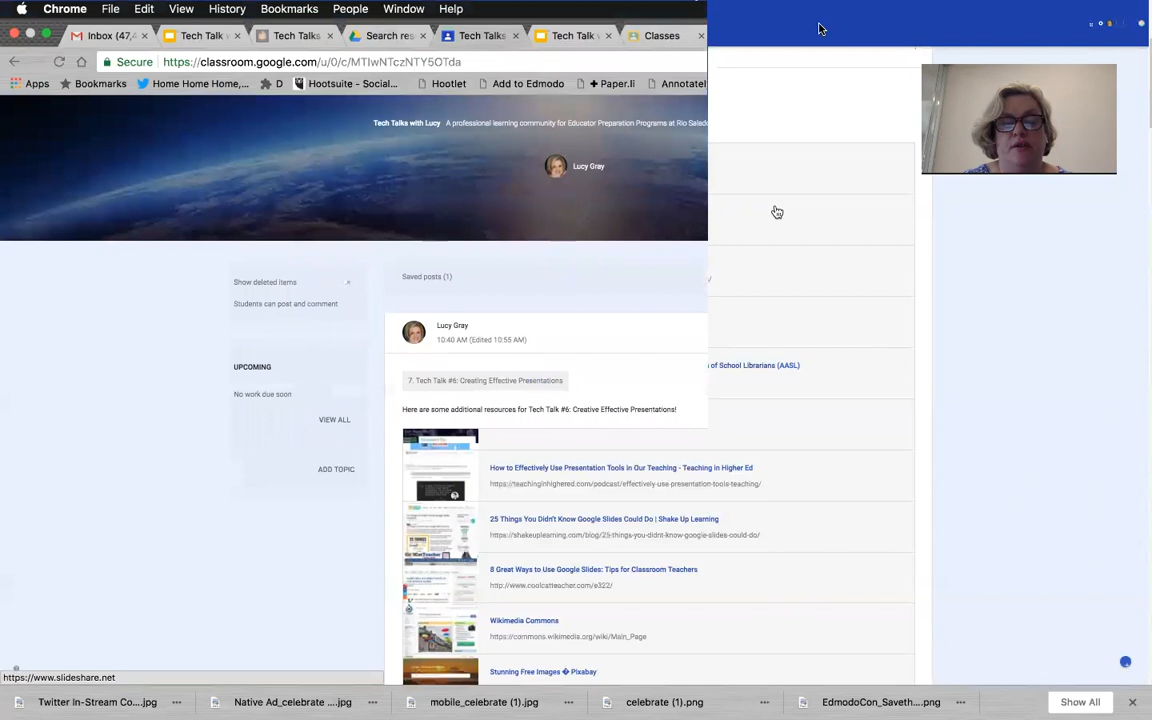 Chrome File Edit View History Bookmarks People Window Help
Inbox (47, Tech Talk Tech Talks Search res Tech Talks Tech Talk Classes
Secure https://classroom.google.com/u/0/c/MTIwNTczNTY5OTda
Apps Bookmarks Home Home Home,... D Hootsuite - Social... Hootlet Add to Edmodo + Paper.li Annotatel
Tech Talks with Lucy A professional learning community for Educator Preparation Programs at Rio Salado
Lucy Gray
Saved posts (1)
Show deleted items
Students can post and comment
Lucy Gray
10:40 AM (Edited 10:55 AM)
UPCOMING
No work due soon
VIEW ALL
ADD TOPIC
7. Tech Talk #6: Creating Effective Presentations
Here are some additional resources for Tech Talk #6: Creative Effective Presentations!
of School Librarians (AASL)
How to Effectively Use Presentation Tools in Our Teaching - Teaching in Higher Ed
https://teachinginhighered.com/podcast/effectively-use-presentation-tools-teaching/
25 Things You Didn't Know Google Slides Could Do | Shake Up Learning
https://shakeuplearning.com/blog/25-things-you-didnt-know-google-slides-could-do/
8 Great Ways to Use Google Slides: Tips for Classroom Teachers
http://www.coolcatteacher.com/e322/
Wikimedia Commons
https://commons.wikimedia.org/wiki/Main_Page
Stunning Free Images � Pixabay
https://www.slideshare.net
Twitter In-Stream Co....jpg Native Ad_celebrate ....jpg mobile_celebrate (1).jpg celebrate (1).png EdmodoCon_Saveth....png Show All